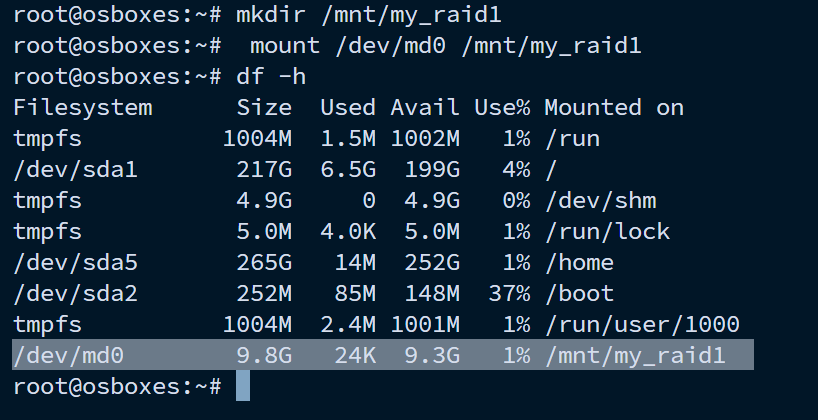 root@osboxes:~# mkdir /mnt/my_raid1
root@osboxes:~#  mount /dev/md0 /mnt/my_raid1
root@osboxes:~# df -h
Filesystem      Size  Used Avail Use% Mounted on
tmpfs          1004M  1.5M 1002M   1% /run
/dev/sda1       217G  6.5G  199G   4% /
tmpfs           4.9G     0  4.9G   0% /dev/shm
tmpfs           5.0M  4.0K  5.0M   1% /run/lock
/dev/sda5       265G   14M  252G   1% /home
/dev/sda2       252M   85M  148M  37% /boot
tmpfs          1004M  2.4M 1001M   1% /run/user/1000
/dev/md0        9.8G   24K  9.3G   1% /mnt/my_raid1
root@osboxes:~#